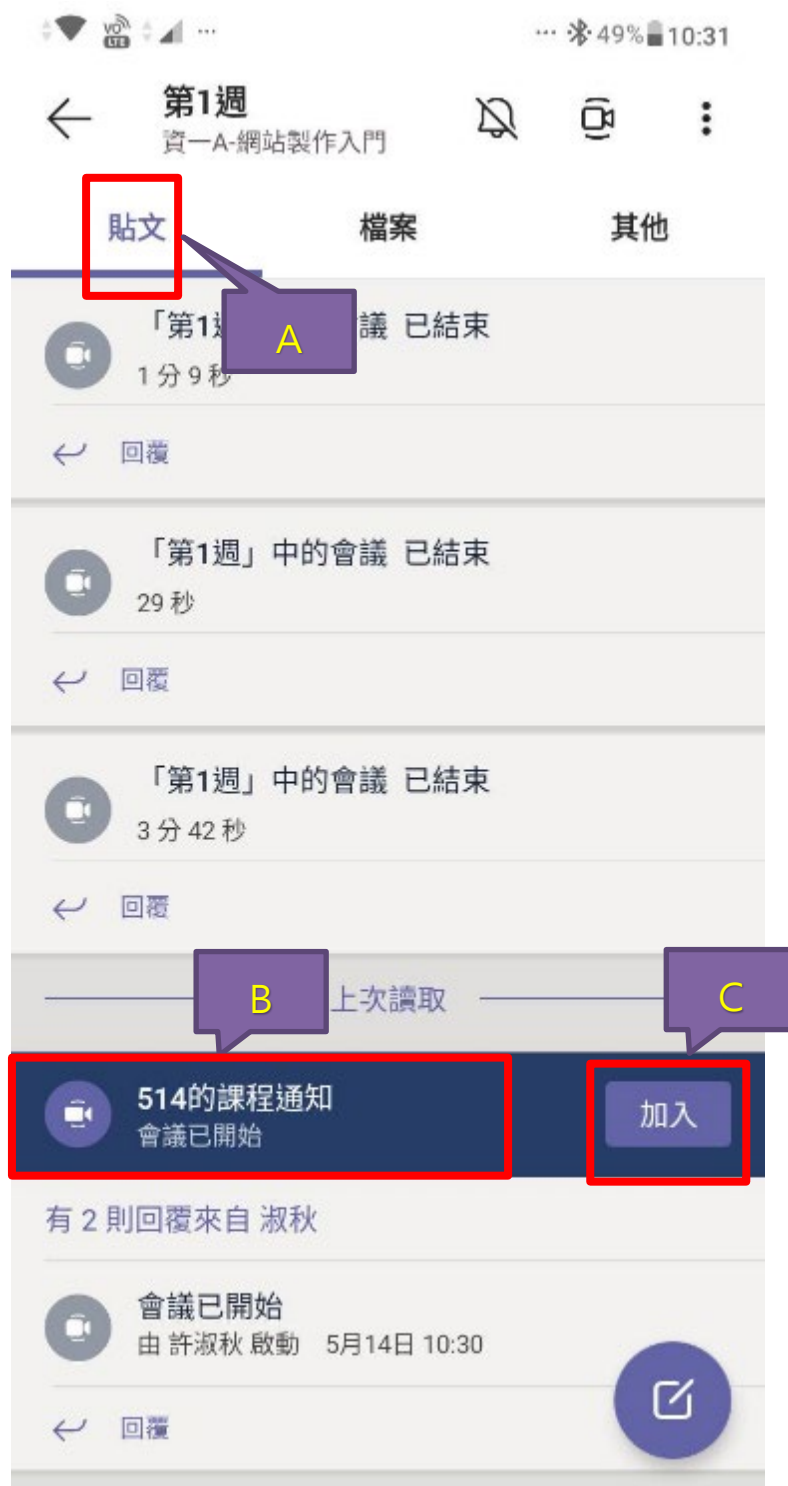 VO))
LTE
49% 10:31
第1週
資一A-網站製作入門
貼文 檔案 其他
A
「第1 議 已結束
1 分 9 秒
回覆
「第1週」中的會議 已結束
29 秒
回覆
「第1週」中的會議 已結束
3 分 42 秒
回覆
B
上次讀取
C
514的課程通知
會議已開始
加入
有 2 則回覆來自 淑秋
會議已開始
由 許淑秋 啟動 5月14日 10:30
回覆